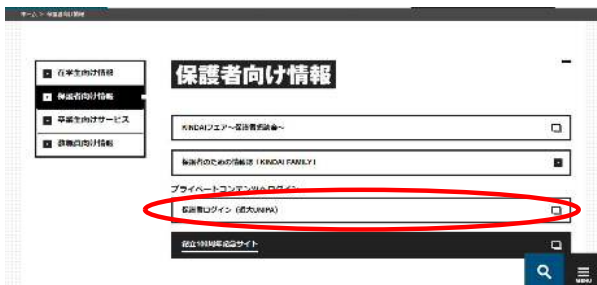 ホーム > 保護者向け情報
在学生向け情報
保護者向け情報
卒業生向けサービス
教職員向け情報
保護者向け情報
KINDAIフェア～保護者懇談会～
保護者のための情報誌「KINDAI FAMILY」
プライベートコンテンツへログイン
保護者ログイン（近大UNIPA）
創立100周年記念サイト
MENU